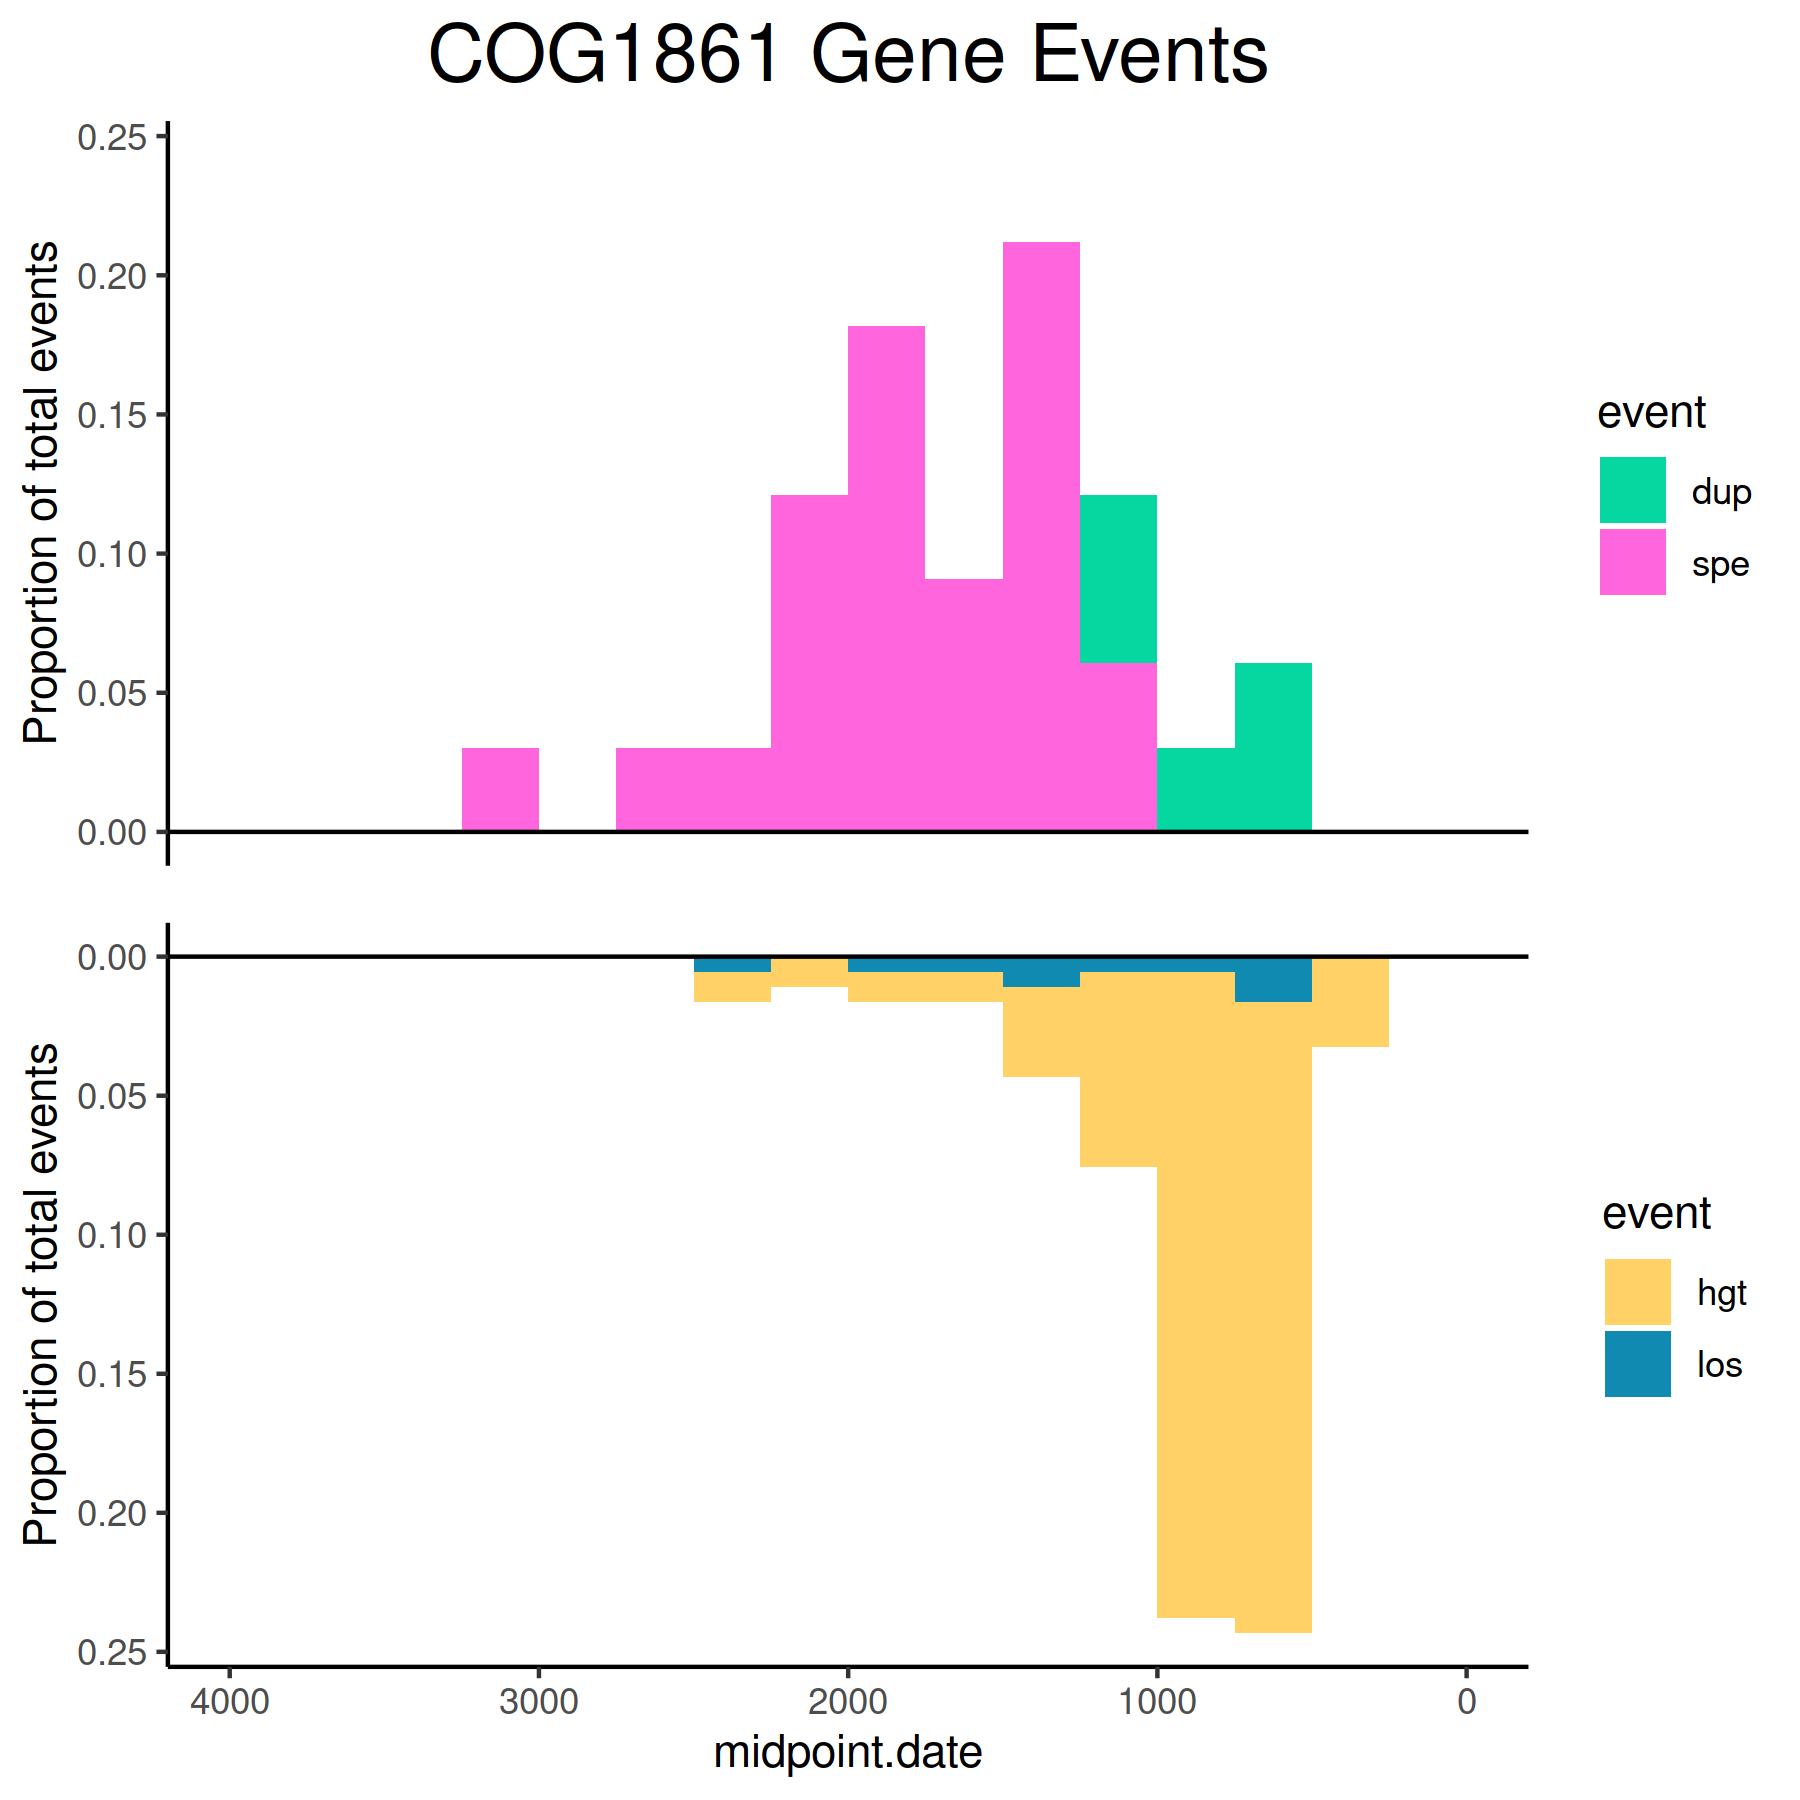 COG1861 Gene Events
Proportion of total events
0.25
0.20
0.15
0.10
0.05
0.00
event
dup
spe
Proportion of total events
0.00
0.05
0.10
0.15
0.20
0.25
event
hgt
los
4000 3000 2000 1000 0
midpoint.date